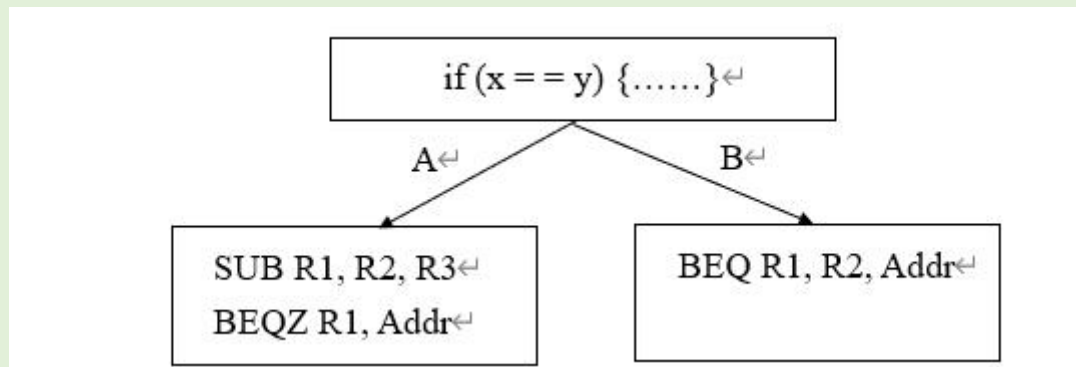 if (x = = y) {……}↵
A↵
B↵
SUB R1, R2, R3↵
BEQZ R1, Addr↵
BEQ R1, R2, Addr↵